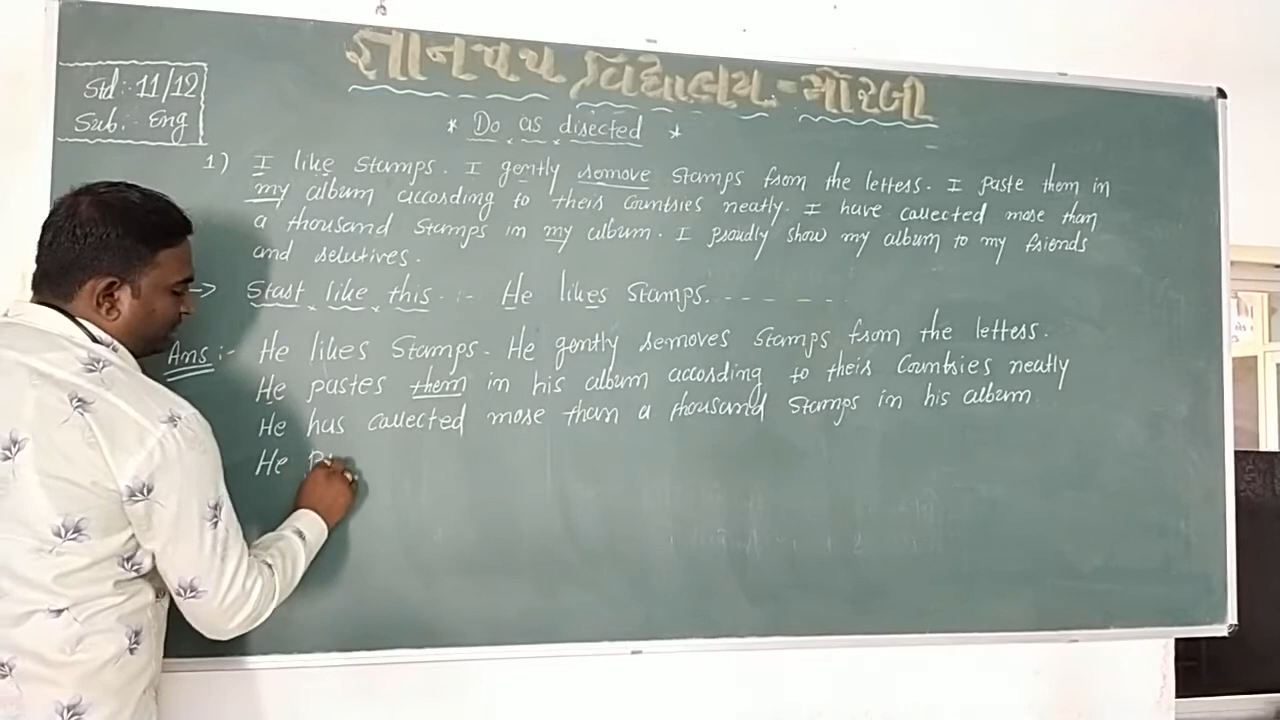 જ્ઞાનપથ વિદ્યાલય - મોરબી
Std:- 11/12
Sub:- Eng
* Do as directed *
1) I like Stamps. I gently remove stamps from the letters. I paste them in
my album according to their Countries neatly. I have collected more than
a thousand stamps in my album. I proudly show my album to my friends
and relatives.
-> Start like this :- He likes Stamps. - - - - - -
Ans :- He likes Stamps. He gently removes stamps from the letters.
He pastes them in his album according to their Countries neatly
He has collected more than a thousand stamps in his album
He